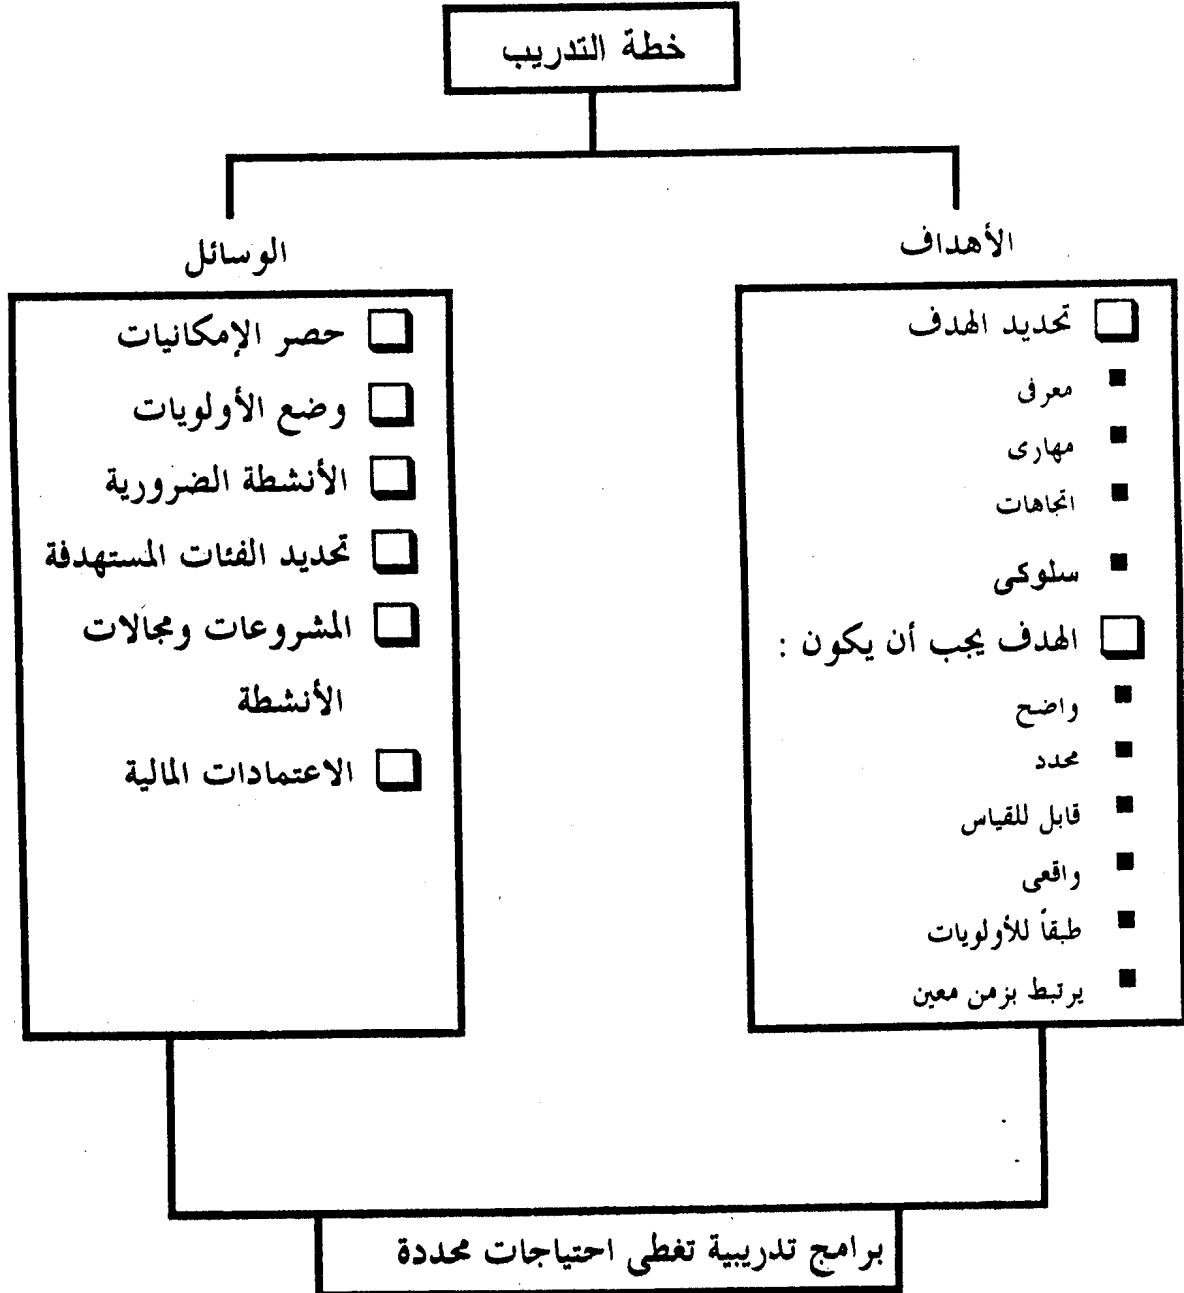 خطة التدريب
الأهداف
تحديد الهدف
معرفى
مهارى
اتجاهات
سلوكى
الهدف يجب أن يكون :
واضح
محدد
قابل للقياس
واقعى
طبقاً للأولويات
يرتبط بزمن معين
الوسائل
حصر الإمكانيات
وضع الأولويات
الأنشطة الضرورية
تحديد الفئات المستهدفة
المشروعات ومجالات
الأنشطة
الاعتمادات المالية
برامج تدريبية تغطى احتياجات محددة